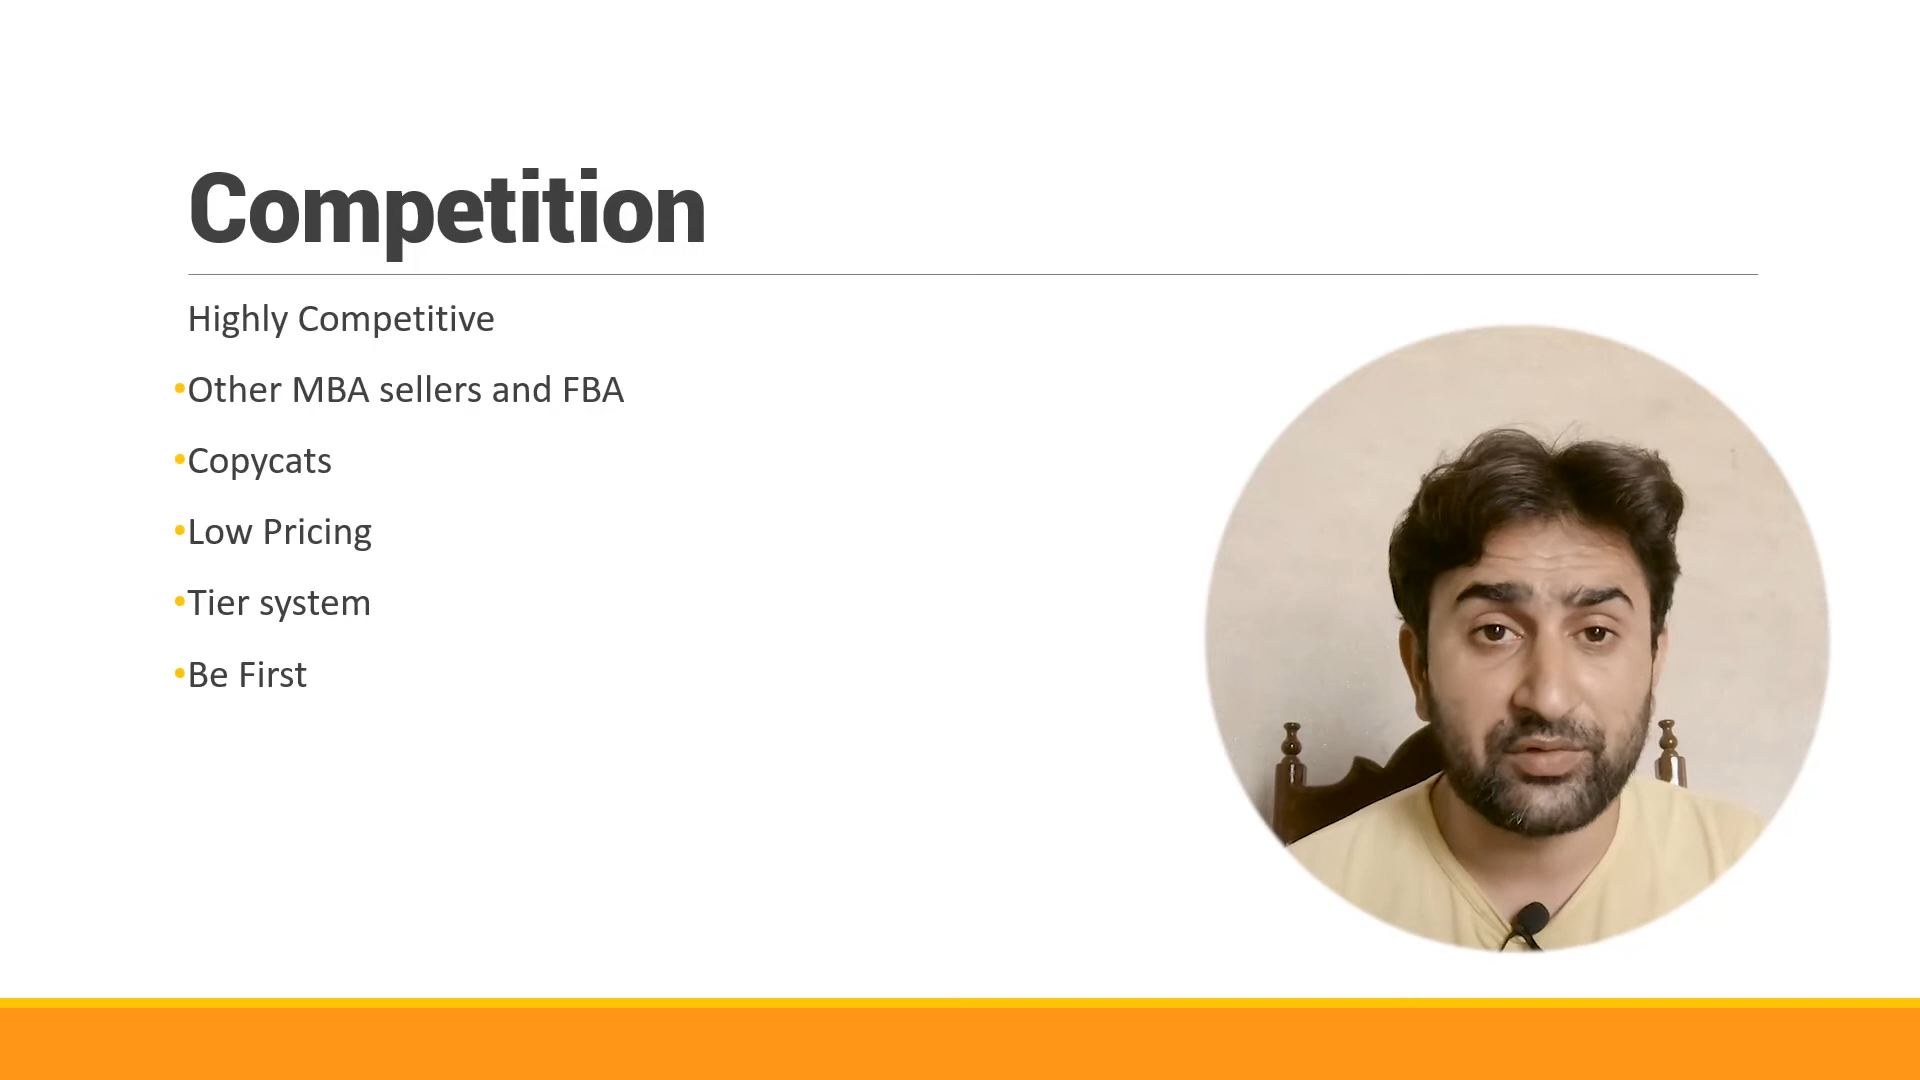 Competition
Highly Competitive
•Other MBA sellers and FBA
•Copycats
•Low Pricing
•Tier system
•Be First